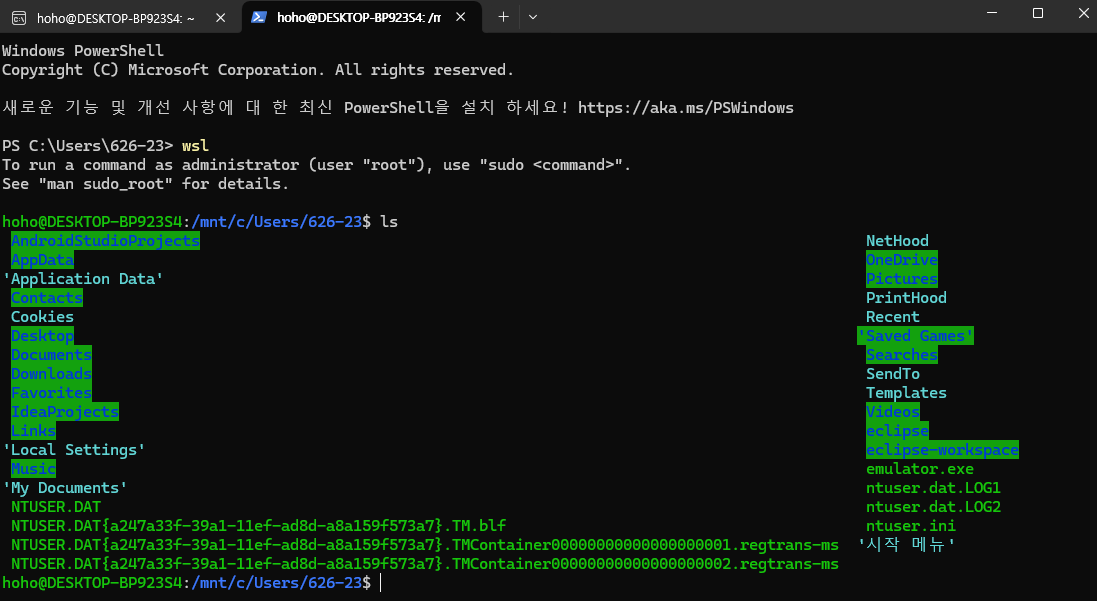 hoho@DESKTOP-BP923S4: ~
hoho@DESKTOP-BP923S4: /m
Windows PowerShell
Copyright (C) Microsoft Corporation. All rights reserved.
새로운 기능 및 개선 사항에 대 한 최신 PowerShell을 설치 하세요! https://aka.ms/PSWindows
PS C:\Users\626-23> wsl
To run a command as administrator (user "root"), use "sudo <command>".
See "man sudo_root" for details.
hoho@DESKTOP-BP923S4:/mnt/c/Users/626-23$ ls
AndroidStudioProjects NetHood
AppData OneDrive
'Application Data' Pictures
Contacts PrintHood
Cookies Recent
Desktop 'Saved Games'
Documents Searches
Downloads SendTo
Favorites Templates
IdeaProjects Videos
Links eclipse
'Local Settings' eclipse-workspace
Music emulator.exe
'My Documents' ntuser.dat.LOG1
NTUSER.DAT ntuser.dat.LOG2
NTUSER.DAT{a247a33f-39a1-11ef-ad8d-a8a159f573a7}.TM.blf ntuser.ini
NTUSER.DAT{a247a33f-39a1-11ef-ad8d-a8a159f573a7}.TMContainer00000000000000000001.regtrans-ms '시작 메뉴'
NTUSER.DAT{a247a33f-39a1-11ef-ad8d-a8a159f573a7}.TMContainer00000000000000000002.regtrans-ms
hoho@DESKTOP-BP923S4:/mnt/c/Users/626-23$